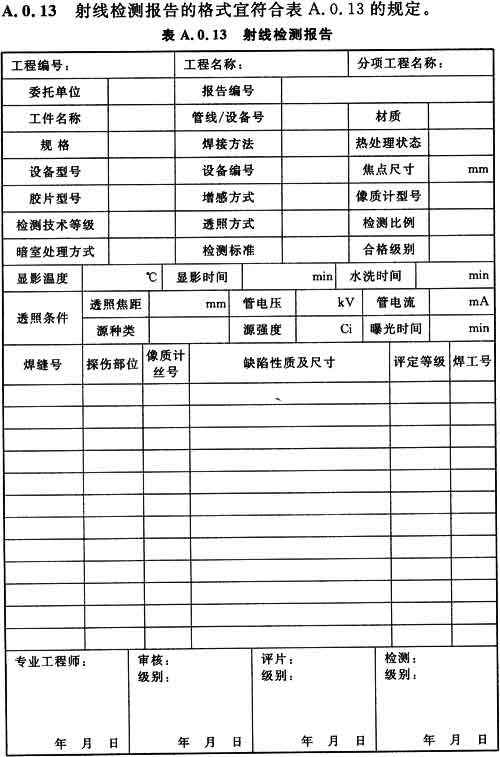 A.0.13 射线检测报告的格式宜符合表 A.0.13 的规定。
表 A.0.13 射线检测报告
工程编号： 工程名称： 分项工程名称：
委托单位 报告编号
工件名称 管线/设备号 材质
规格 焊接方法 热处理状态
设备型号 设备编号 焦点尺寸 mm
胶片型号 增感方式 像质计型号
检测技术等级 透照方式 检测比例
暗室处理方式 检测标准 合格级别
显影温度 ℃ 显影时间 min 水洗时间 min
透照条件 透照焦距 mm 管电压 kV 管电流 mA
源种类 源强度 Ci 曝光时间 min
焊缝号 探伤部位 像质计丝号 缺陷性质及尺寸 评定等级 焊工号
专业工程师： 审核： 评片： 检测：
级别： 级别： 级别：
年 月 日 年 月 日 年 月 日 年 月 日